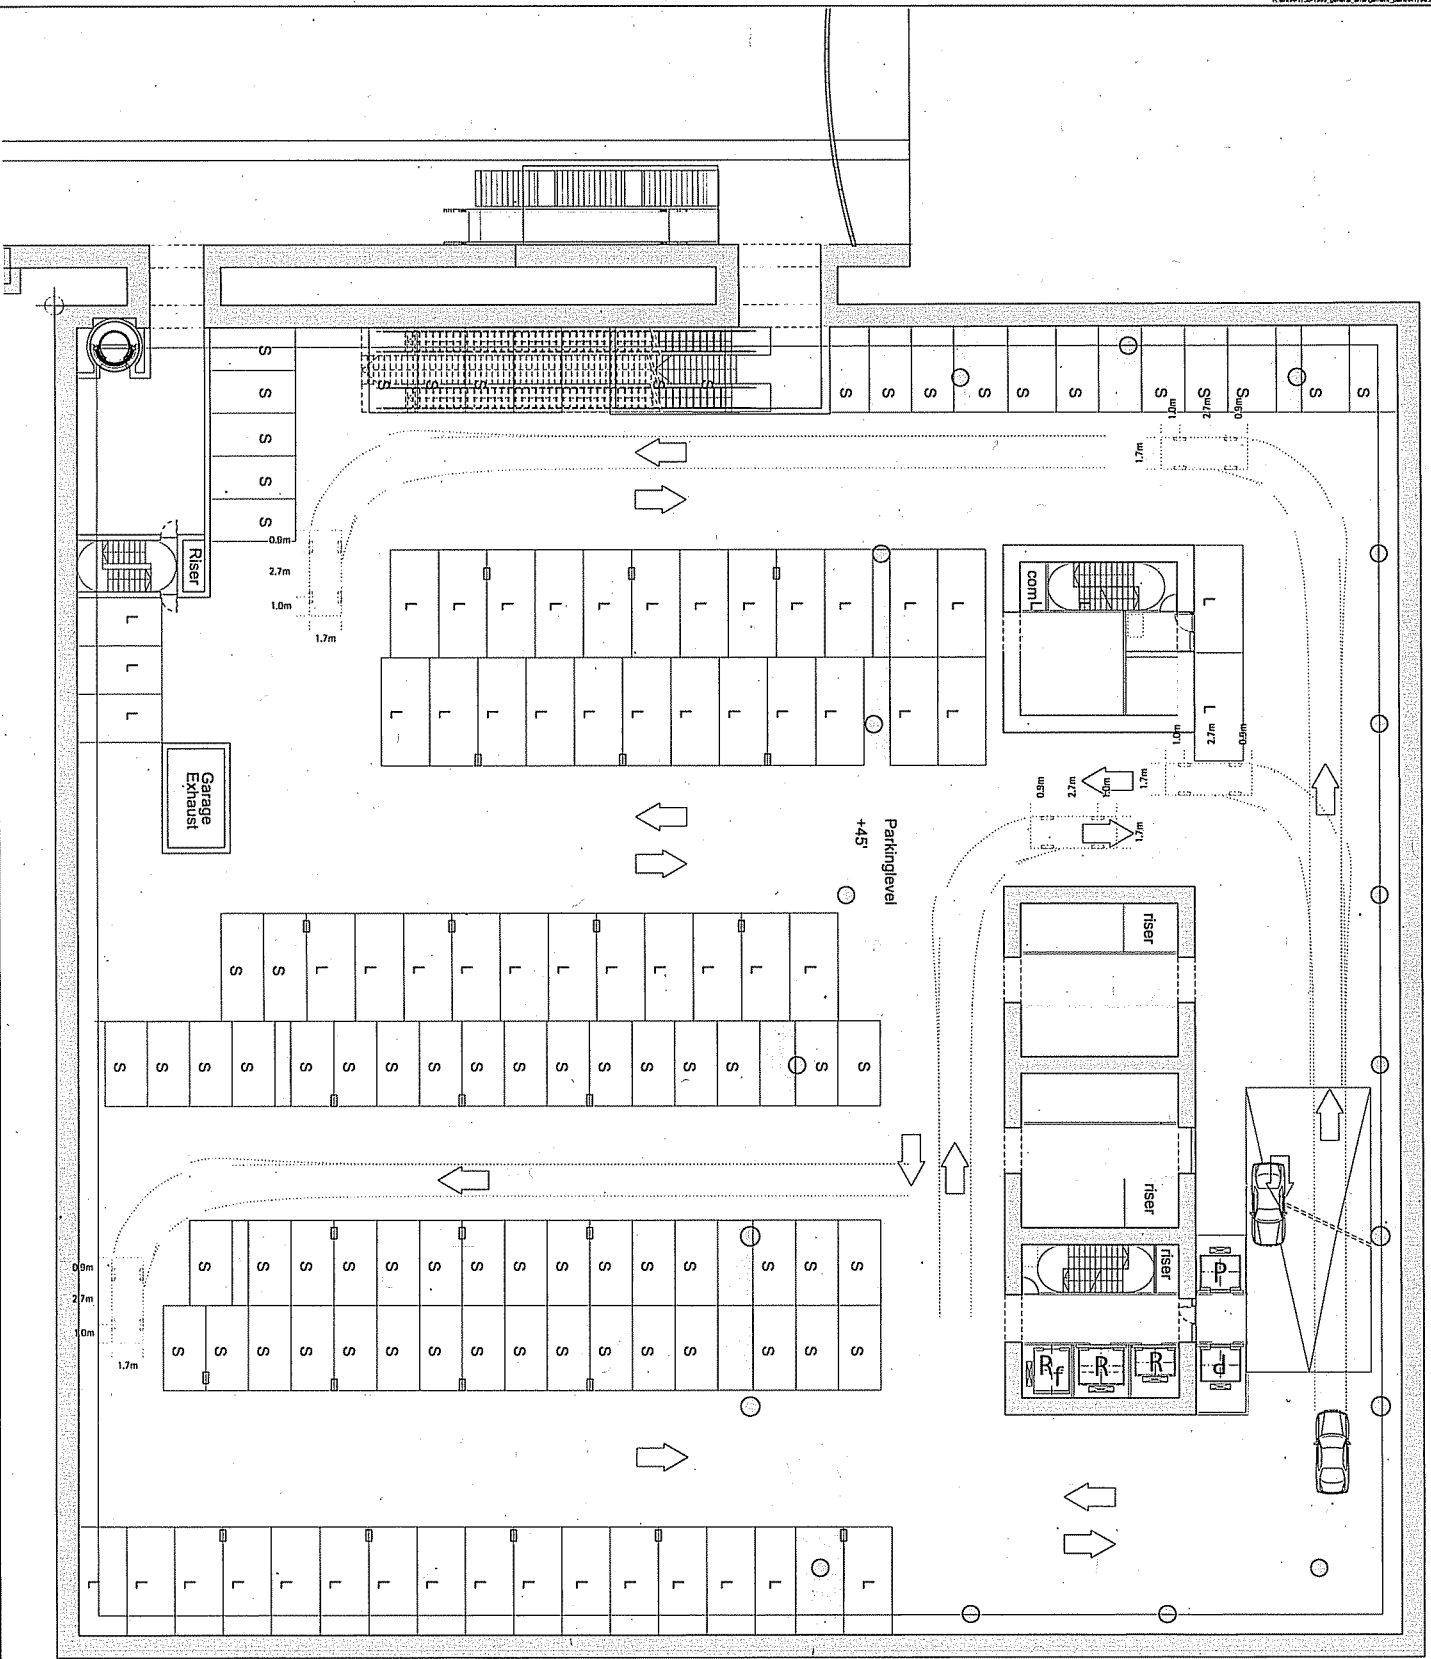 S
S
S
S
S
S S S S S
S S S S S S S S S S S S
1.0m
2.7m
0.9m
1.7m
0.9m
2.7m
1.0m
1.7m
Riser
com
L
L
L L L L L L L L L L L L
L
L
L
L L L L L L L L L L L L
1.0m
2.7m
0.9m
1.7m
0.9m
2.7m
1.0m
1.7m
Garage
Exhaust
Parkinglevel
+45'
riser
S S L L L L L L L L L L L
S S S S S S S S S S S S S S S S S
riser
riser
S S S S S S S S S S S S S S S
P
0.9m
2.7m
1.0m
1.7m
S S S S S S S S S S S S S S S S
Rf R R d
L L L L L L L L L L L L L L L L